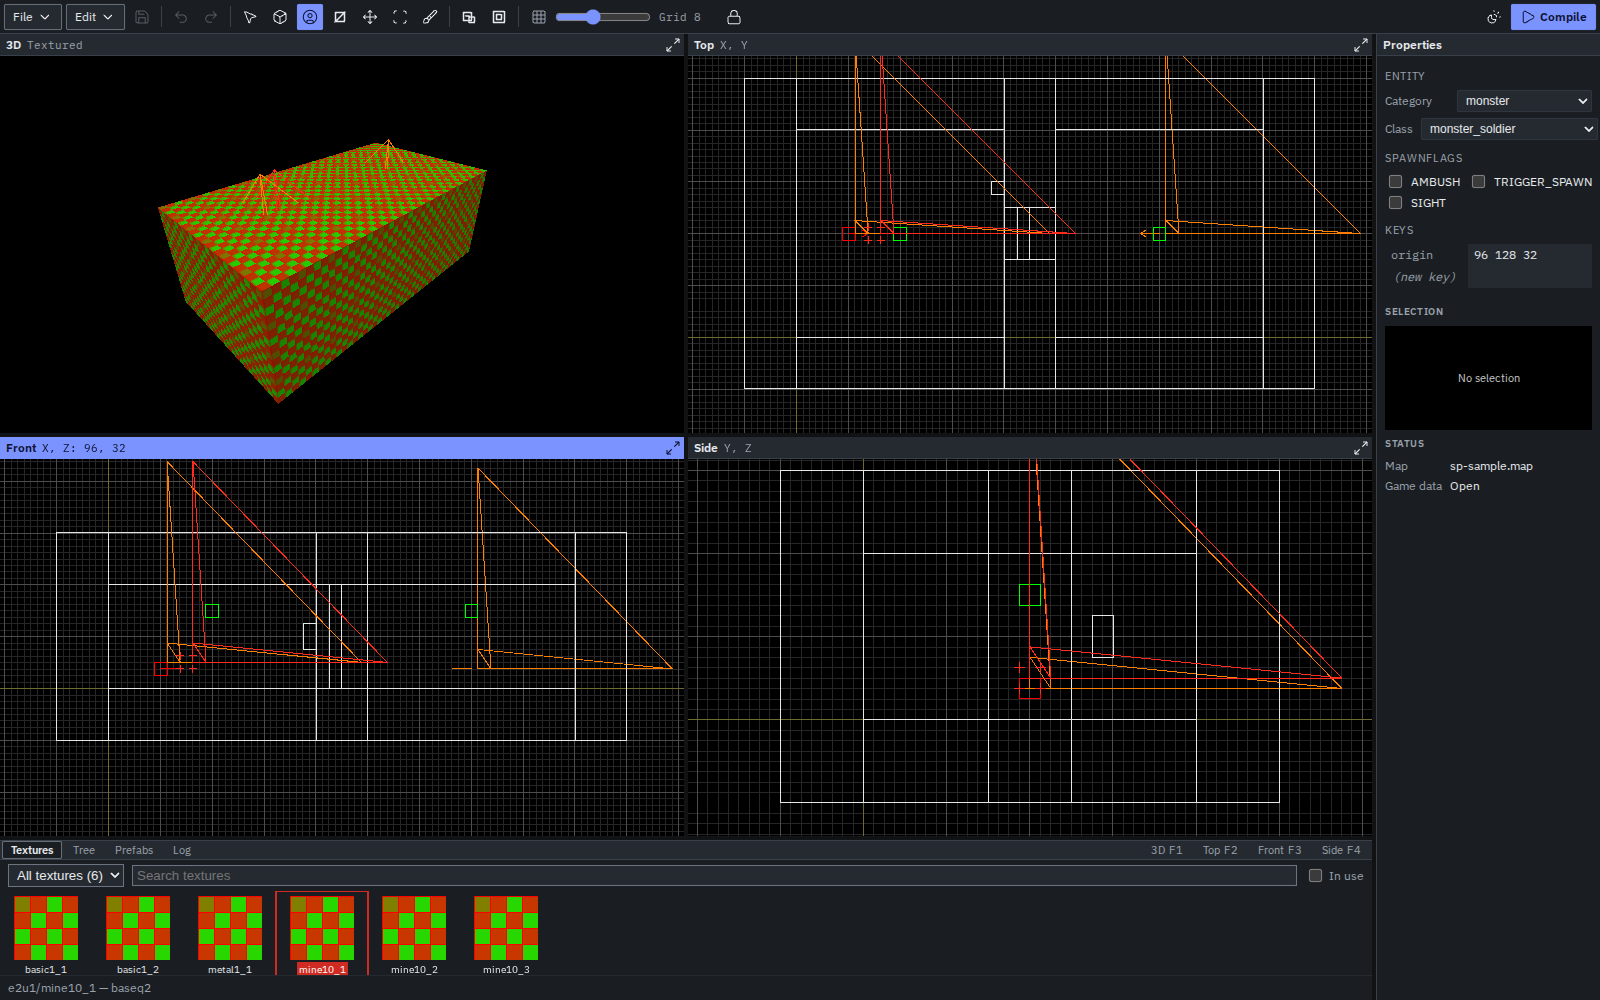 File
Edit
Grid 8
Compile
3D Textured
Top X, Y
Properties
ENTITY
Category monster
Class monster_soldier
SPAWNFLAGS
AMBUSH TRIGGER_SPAWN
SIGHT
KEYS
origin 96 128 32
(new key)
SELECTION
No selection
STATUS
Map sp-sample.map
Game data Open
Front X, Z: 96, 32
Side Y, Z
Textures Tree Prefabs Log
3D F1 Top F2 Front F3 Side F4
All textures (6) Search textures In use
basic1_1 basic1_2 metal1_1 mine10_1 mine10_2 mine10_3
e2u1/mine10_1 — baseq2